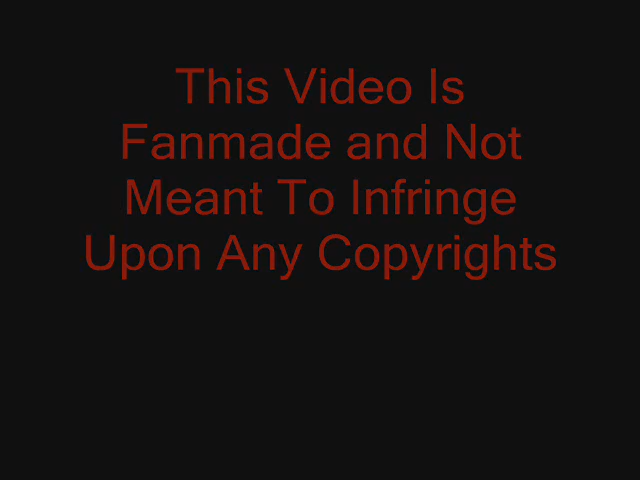 This Video Is
Fanmade and Not
Meant To Infringe
Upon Any Copyrights